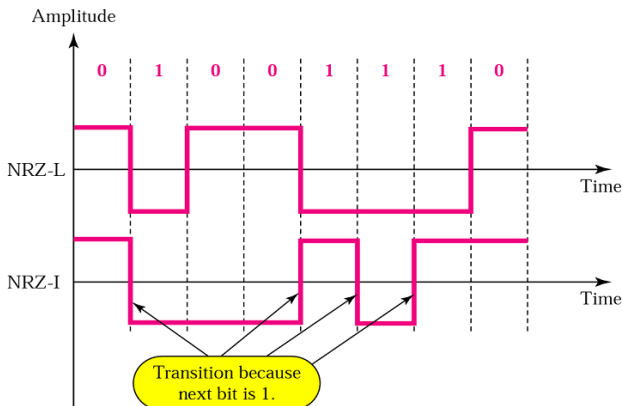 Amplitude
0 1 0 0 1 1 1 0
NRZ-L
Time
NRZ-I
Time
Transition because
next bit is 1.